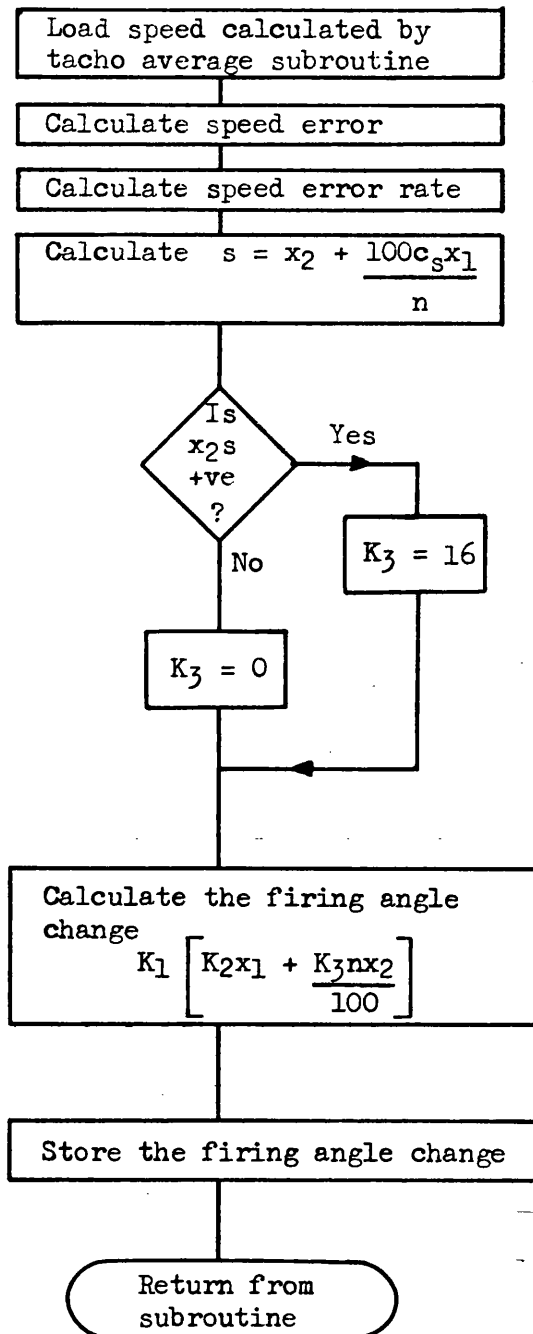 Load speed calculated by
tacho average subroutine
Calculate speed error
Calculate speed error rate
Calculate s = x2 + 100csx1
n
Is
x2s
+ve
?
Yes
No
K3 = 16
K3 = 0
Calculate the firing angle
change
K1 [K2x1 + K3nx2]
100
Store the firing angle change
Return from
subroutine